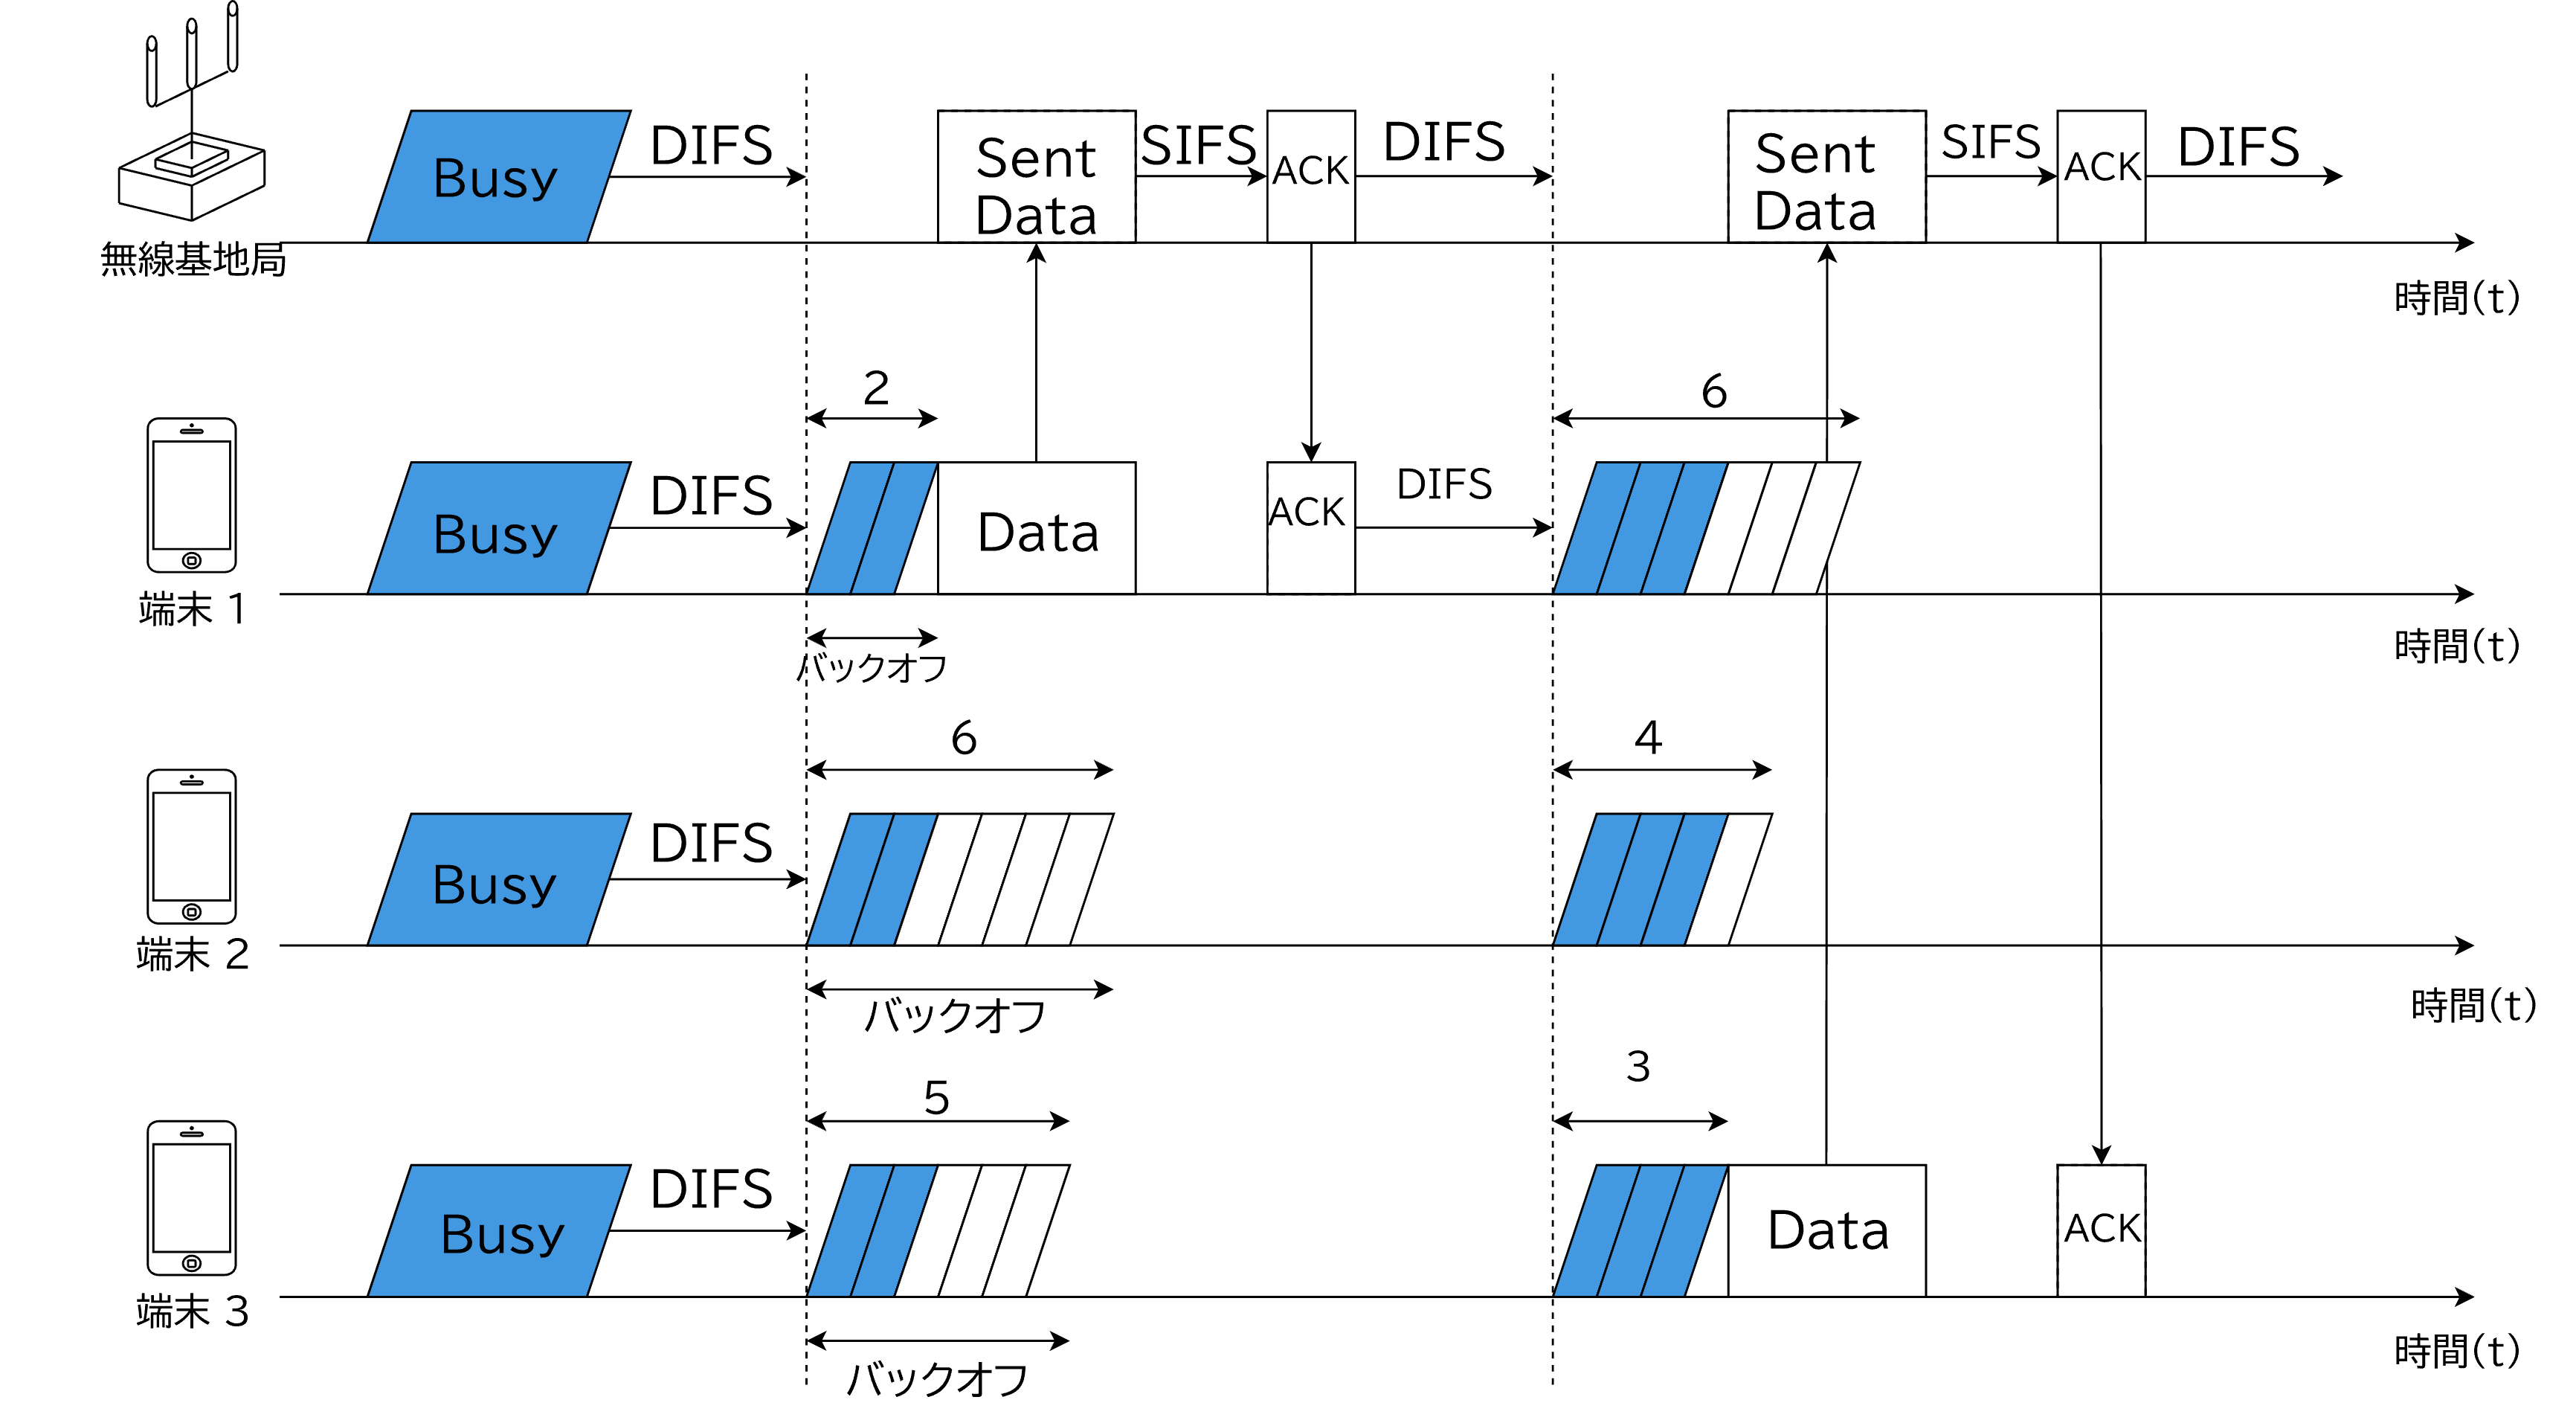 Busy
DIFS
Sent
Data
SIFS
ACK
DIFS
Sent
Data
SIFS
ACK
DIFS
無線基地局
時間(t)
2
6
Busy
DIFS
Data
ACK
DIFS
端末 1
時間(t)
バックオフ
6
4
Busy
DIFS
端末 2
時間(t)
バックオフ
5
3
Busy
DIFS
Data
ACK
端末 3
時間(t)
バックオフ